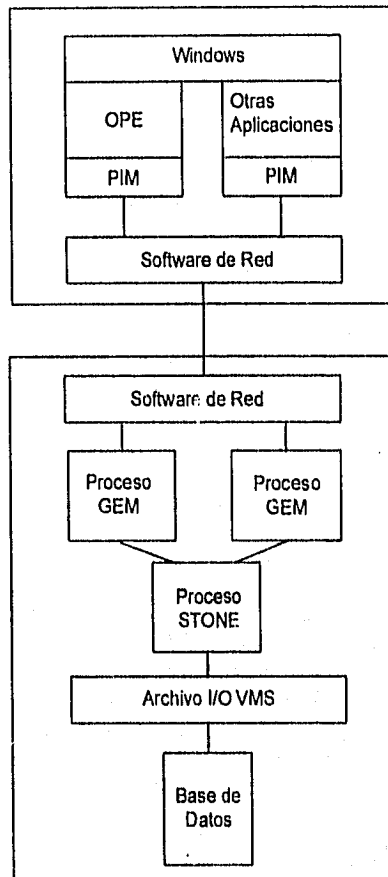 Windows
OPE
Otras
Aplicaciones
PIM
PIM
Software de Red
Software de Red
Proceso
GEM
Proceso
GEM
Proceso
STONE
Archivo I/O VMS
Base de
Datos